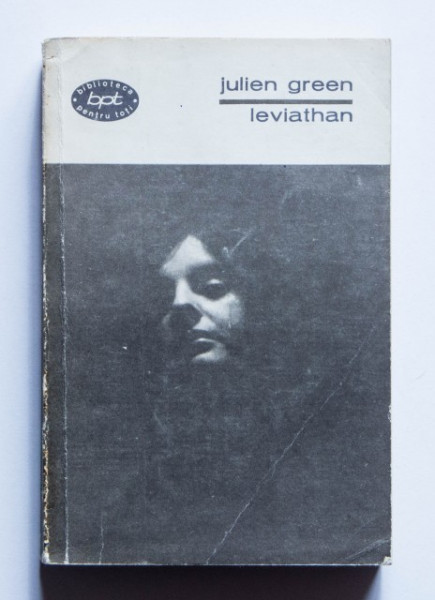 biblioteca
bpt
pentru toți
julien green
leviathan